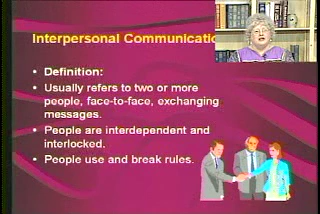 Interpersonal Communicatio
• Definition:
• Usually refers to two or more
people, face-to-face, exchanging
messages.
• People are interdependent and
interlocked.
• People use and break rules.